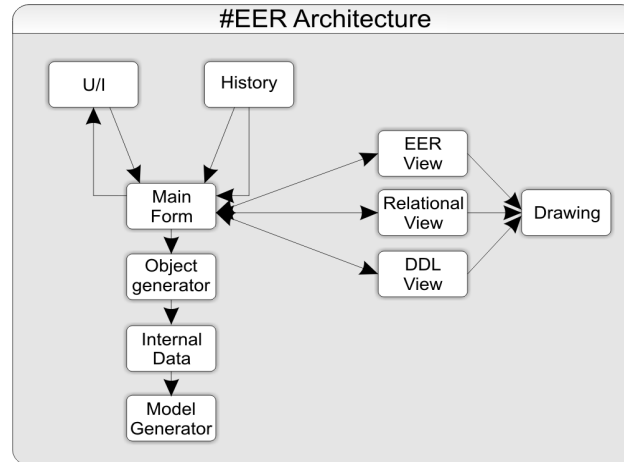 #EER Architecture
U/I
History
EER
View
Main
Form
Relational
View
Drawing
Object
generator
DDL
View
Internal
Data
Model
Generator